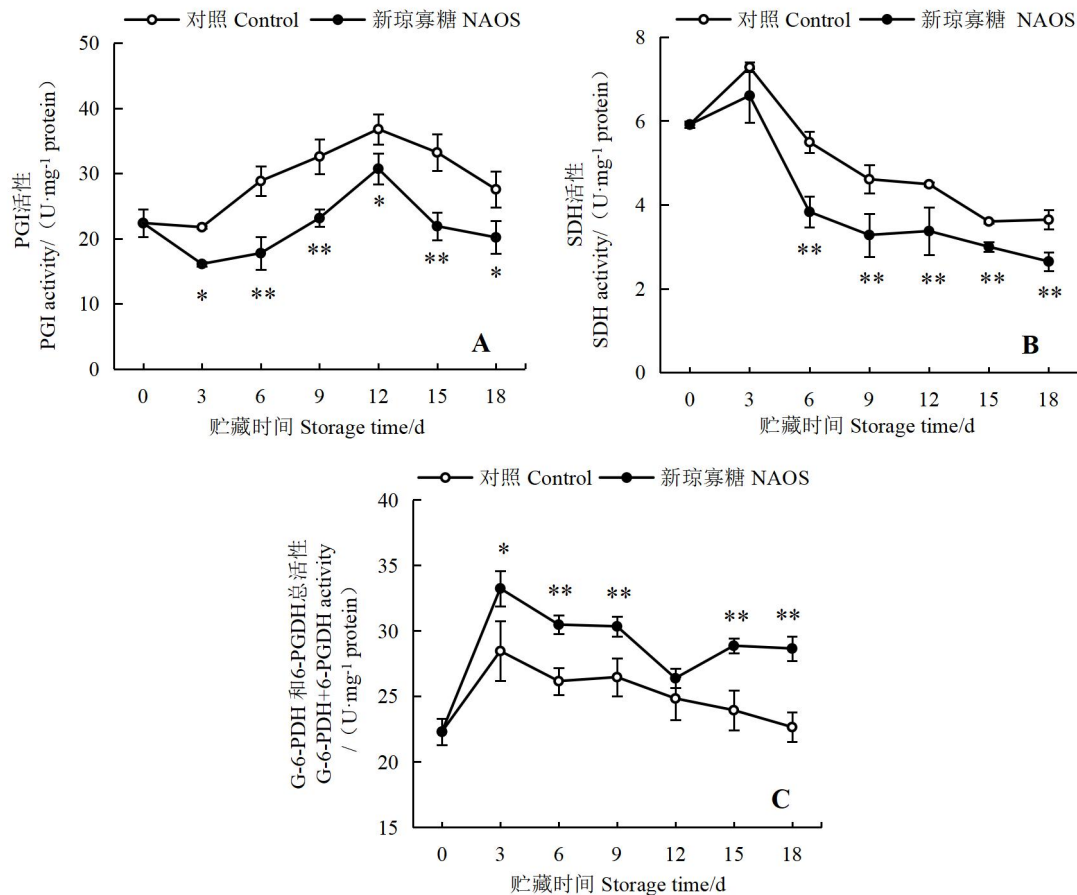 对照 Control 新琼寡糖 NAOS
50
40
30
20
10
0
PGI活性
PGI activity/（U·mg⁻¹ protein）
*
**
**
*
**
*
A
0 3 6 9 12 15 18
贮藏时间 Storage time/d
对照 Control 新琼寡糖 NAOS
8
6
4
2
0
SDH活性
SDH activity/（U·mg⁻¹ protein）
**
**
**
**
**
B
0 3 6 9 12 15 18
贮藏时间 Storage time/d
对照 Control 新琼寡糖 NAOS
40
35
30
25
20
15
G-6-PDH 和6-PGDH总活性
G-6-PDH+6-PGDH activity
/（U·mg⁻¹ protein）
*
**
**
**
**
C
0 3 6 9 12 15 18
贮藏时间 Storage time/d